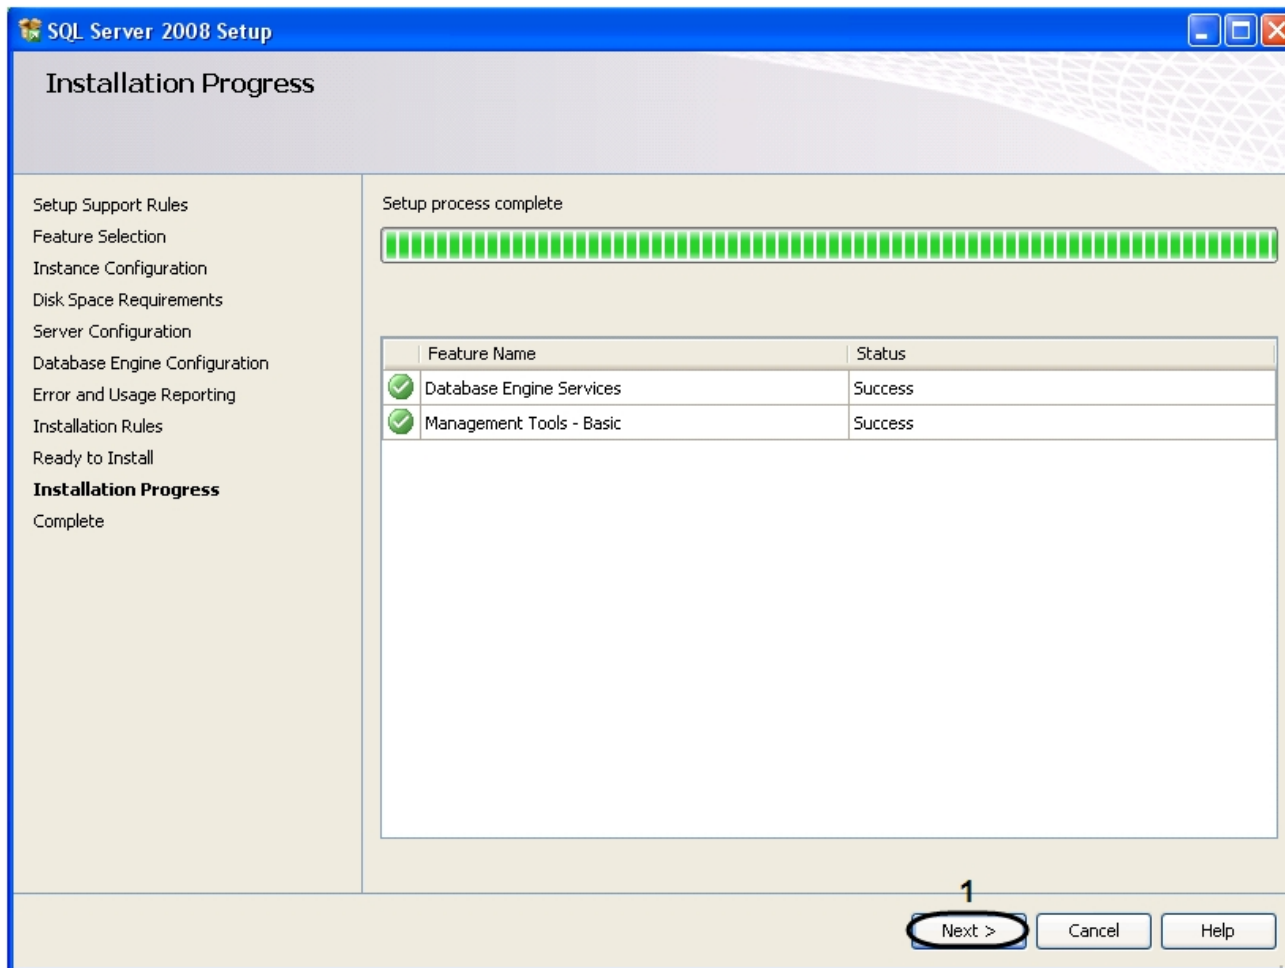 SQL Server 2008 Setup
Installation Progress
Setup Support Rules
Feature Selection
Instance Configuration
Disk Space Requirements
Server Configuration
Database Engine Configuration
Error and Usage Reporting
Installation Rules
Ready to Install
Installation Progress
Complete
Setup process complete
Feature Name Status
Database Engine Services Success
Management Tools - Basic Success
1
Next > Cancel Help